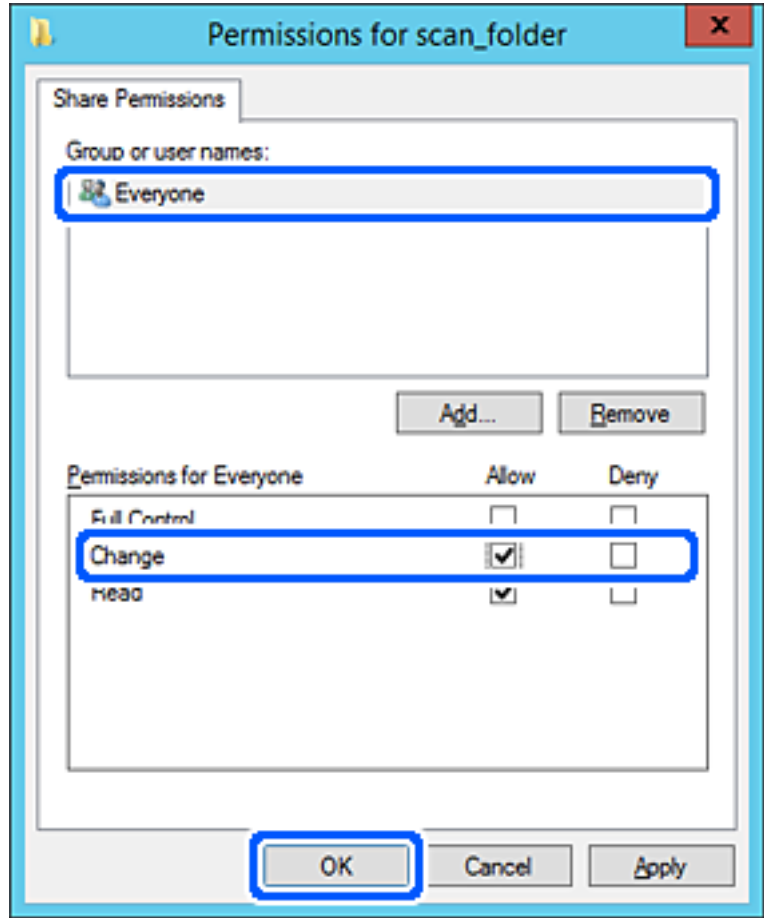 Permissions for scan_folder
x
Share Permissions
Group or user names:
Everyone
Add... Remove
Permissions for Everyone Allow Deny
Full Control
Change
Read
OK Cancel Apply